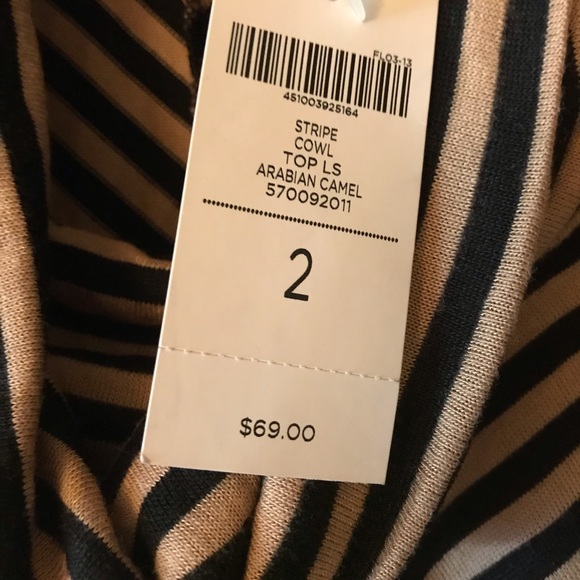 FL03-13
451003925164
STRIPE
COWL
TOP LS
ARABIAN CAMEL
570092011
2
$69.00